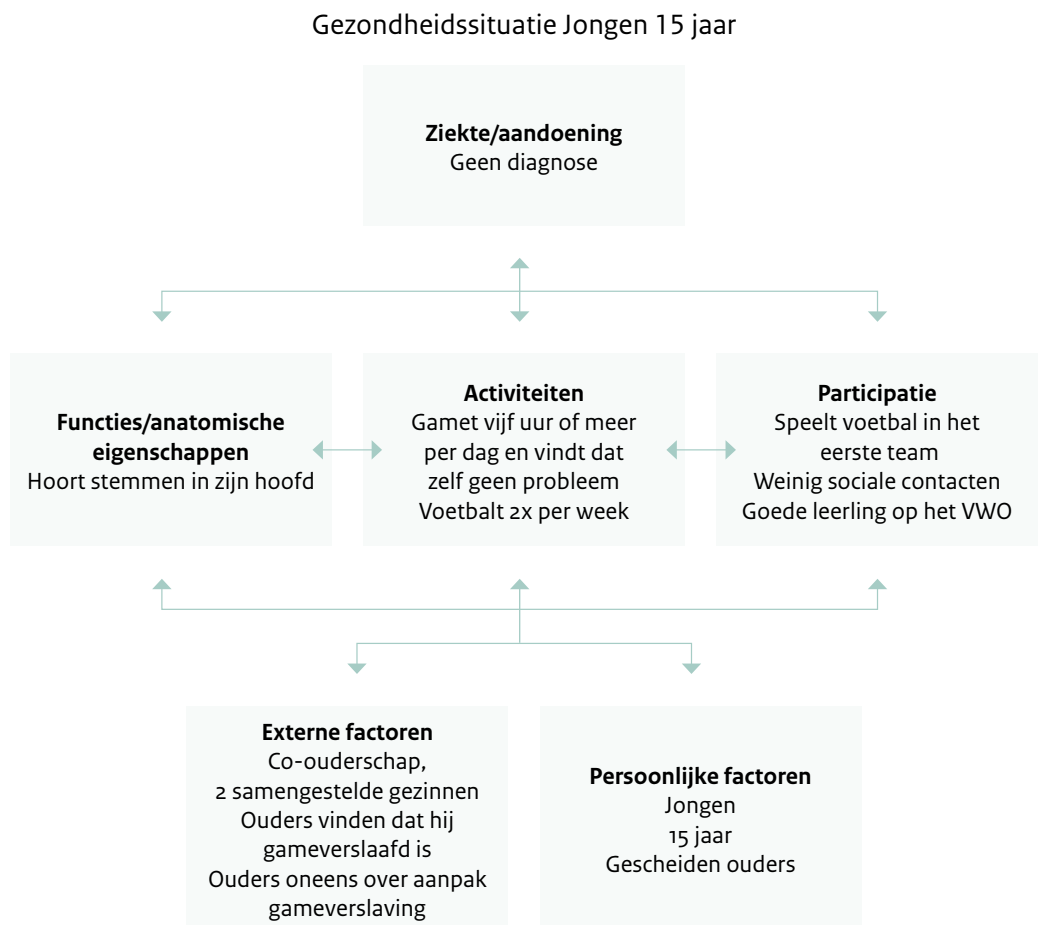 Gezondheidssituatie Jongen 15 jaar
Ziekte/aandoening
Geen diagnose
Functies/anatomische
eigenschappen
Hoort stemmen in zijn hoofd
Activiteiten
Gamet vijf uur of meer
per dag en vindt dat
zelf geen probleem
Voetbalt 2x per week
Participatie
Speelt voetbal in het
eerste team
Weinig sociale contacten
Goede leerling op het VWO
Externe factoren
Co-ouderschap,
2 samengestelde gezinnen
Ouders vinden dat hij
gameverslaafd is
Ouders oneens over aanpak
gameverslaving
Persoonlijke factoren
Jongen
15 jaar
Gescheiden ouders